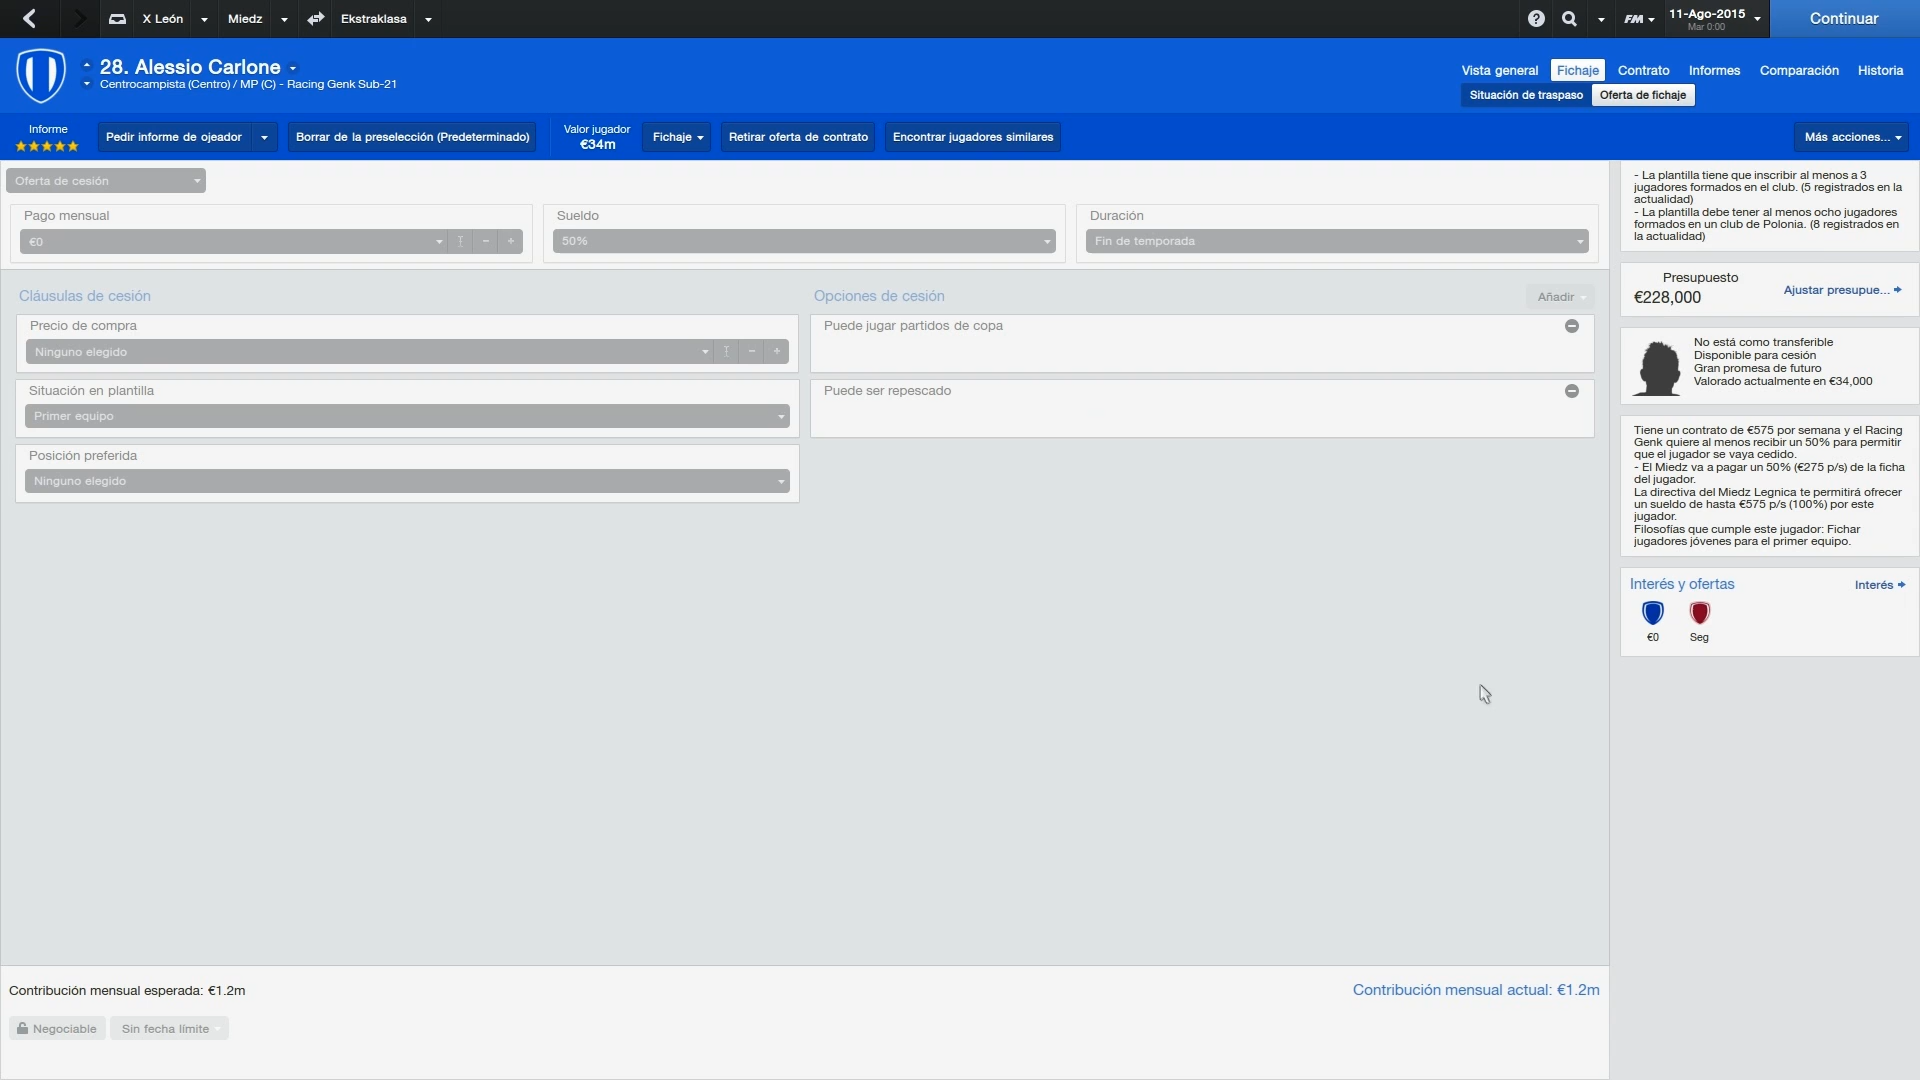 X León
Miedz
Ekstraklasa
FM
11-Ago-2015
Mar 0:00
Continuar
28. Alessio Carlone
Centrocampista (Centro) / MP (C) - Racing Genk Sub-21
Vista general
Fichaje
Contrato
Informes
Comparación
Historia
Situación de traspaso
Oferta de fichaje
Informe
Pedir informe de ojeador
Borrar de la preselección (Predeterminado)
Valor jugador
€34m
Fichaje
Retirar oferta de contrato
Encontrar jugadores similares
Más acciones...
Oferta de cesión
Pago mensual
€0
Sueldo
50%
Duración
Fin de temporada
Cláusulas de cesión
Precio de compra
Ninguno elegido
Situación en plantilla
Primer equipo
Posición preferida
Ninguno elegido
Opciones de cesión
Añadir
Puede jugar partidos de copa
Puede ser repescado
Contribución mensual esperada: €1.2m
Contribución mensual actual: €1.2m
Negociable
Sin fecha límite
- La plantilla tiene que inscribir al menos a 3
jugadores formados en el club. (5 registrados en la
actualidad)
- La plantilla debe tener al menos ocho jugadores
formados en un club de Polonia. (8 registrados en
la actualidad)
Presupuesto
€228,000
Ajustar presupue...
No está como transferible
Disponible para cesión
Gran promesa de futuro
Valorado actualmente en €34,000
Tiene un contrato de €575 por semana y el Racing
Genk quiere al menos recibir un 50% para permitir
que el jugador se vaya cedido.
- El Miedz va a pagar un 50% (€275 p/s) de la ficha
del jugador.
La directiva del Miedz Legnica te permitirá ofrecer
un sueldo de hasta €575 p/s (100%) por este
jugador.
Filosofías que cumple este jugador: Fichar
jugadores jóvenes para el primer equipo.
Interés y ofertas
Interés
€0
Seg